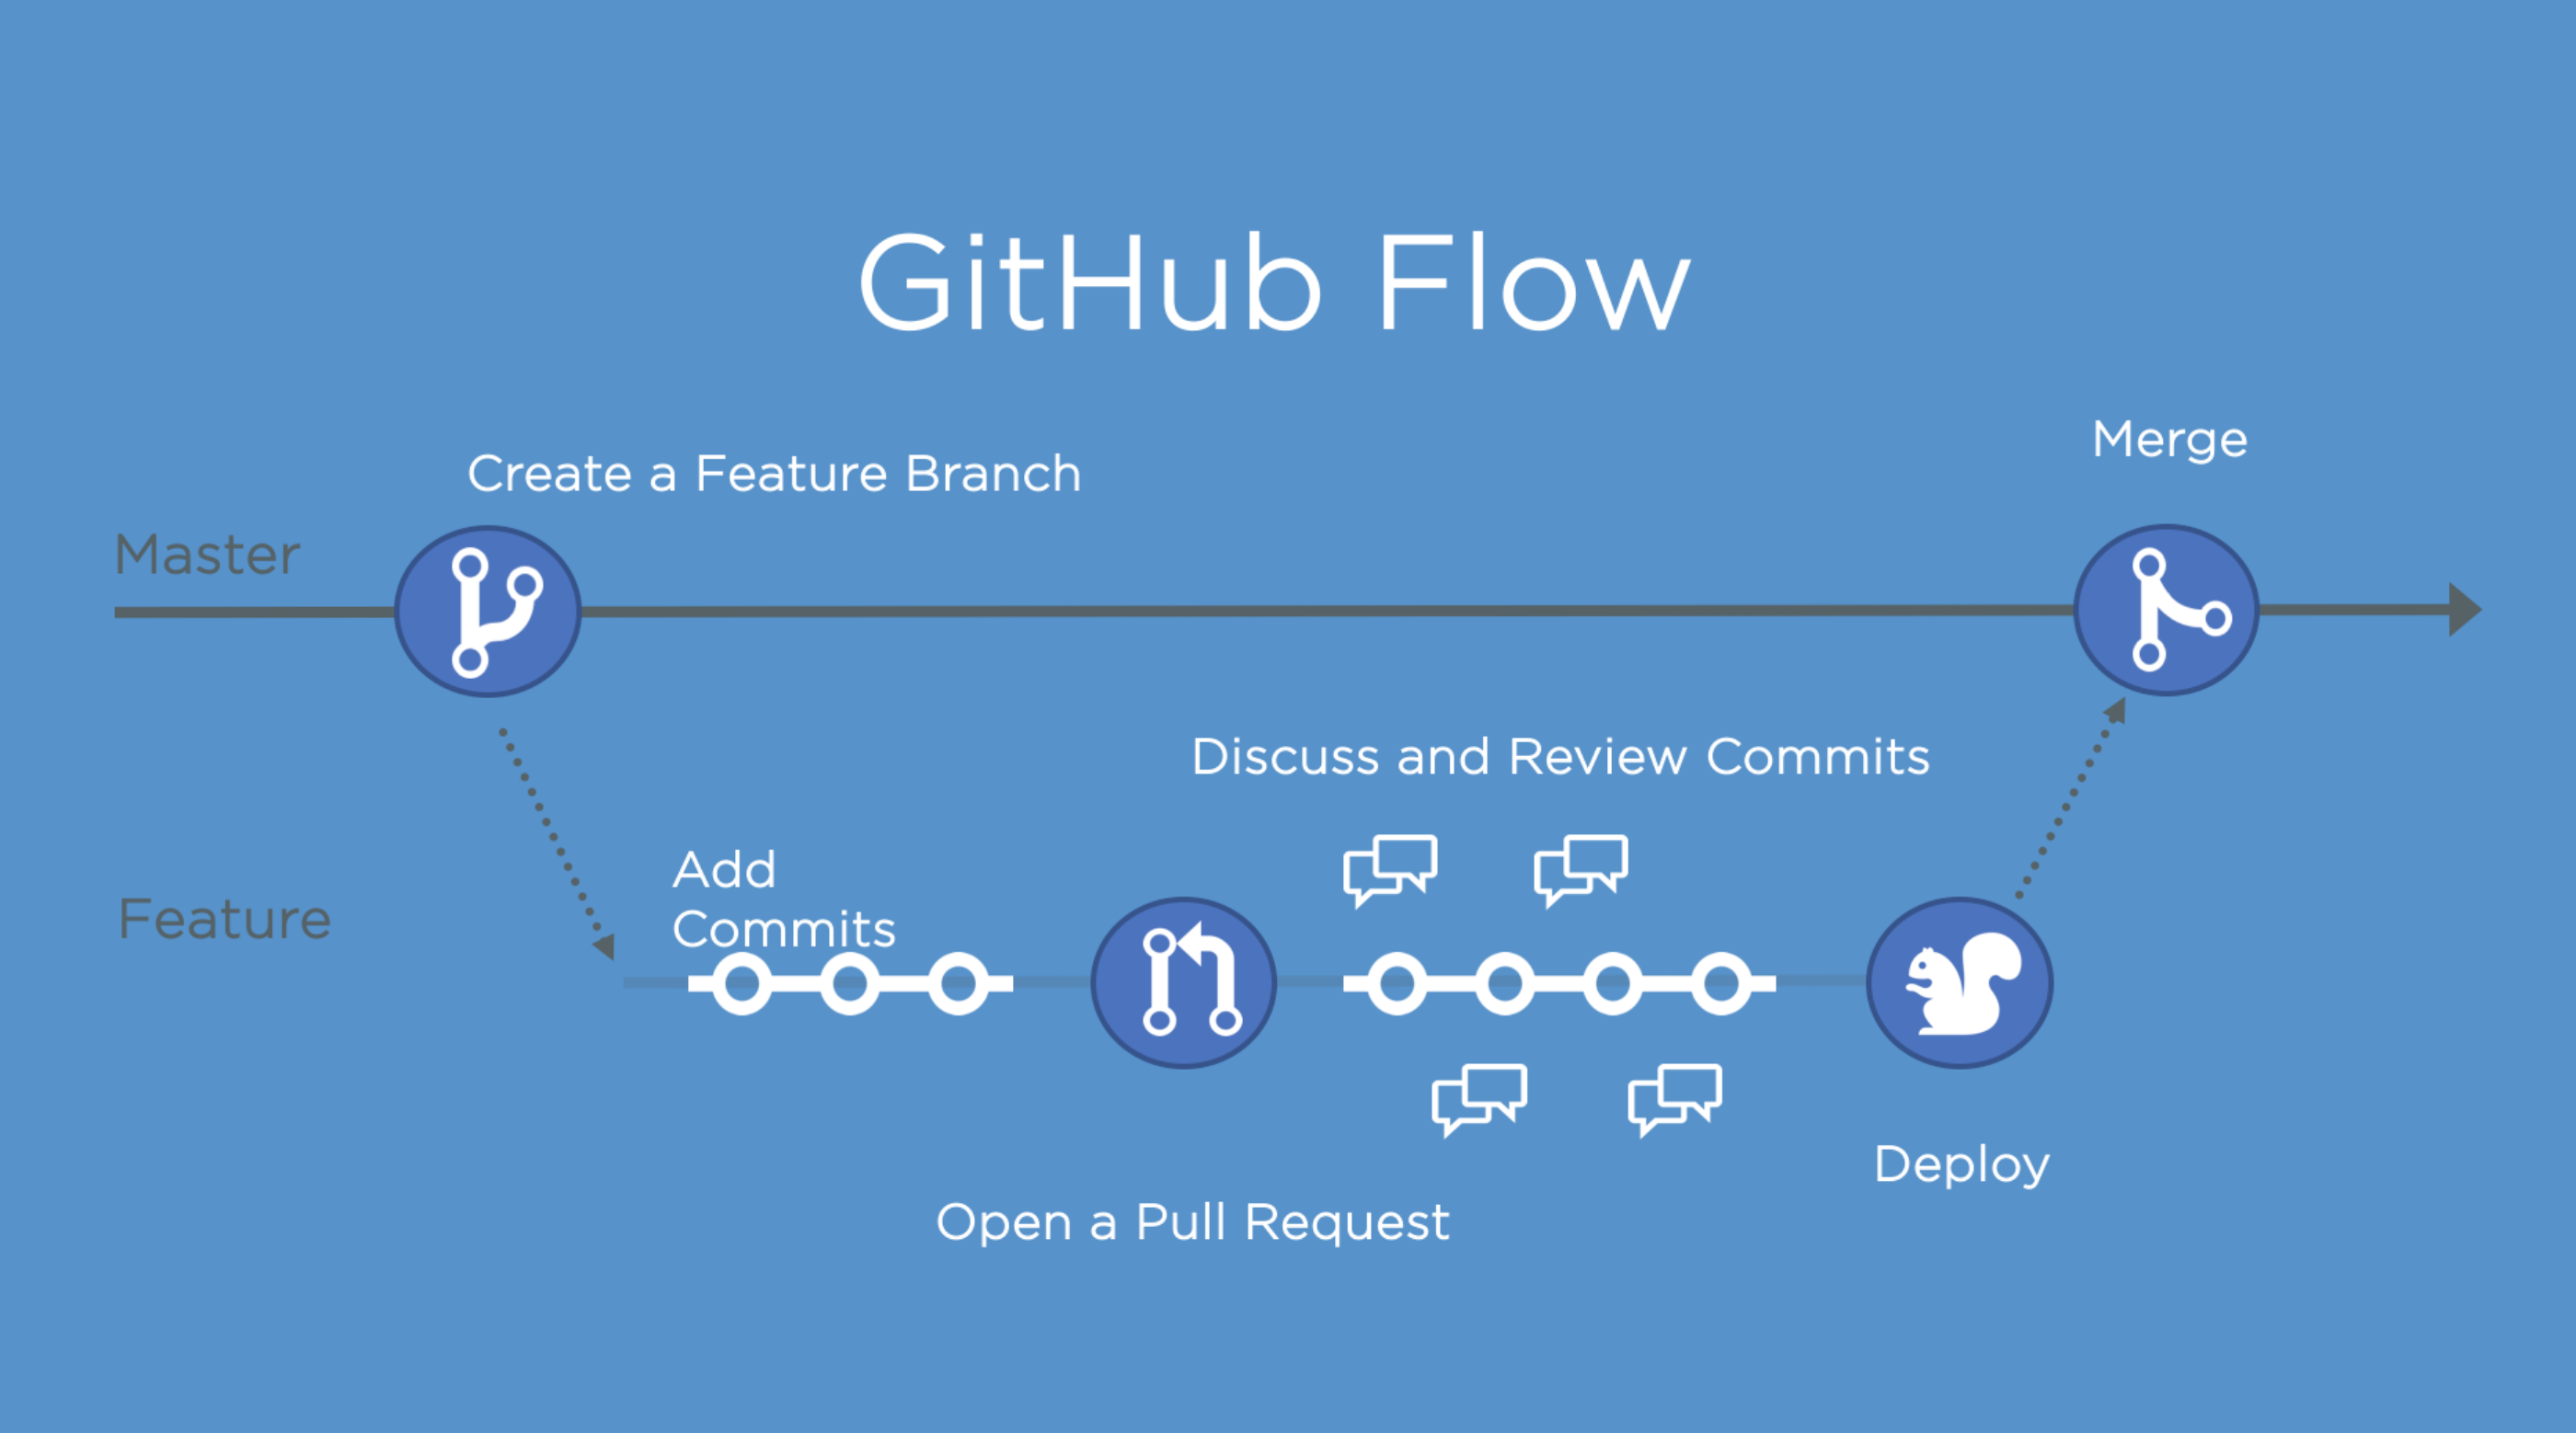 GitHub Flow
Merge
Create a Feature Branch
Master
Discuss and Review Commits
Add
Commits
Feature
Deploy
Open a Pull Request